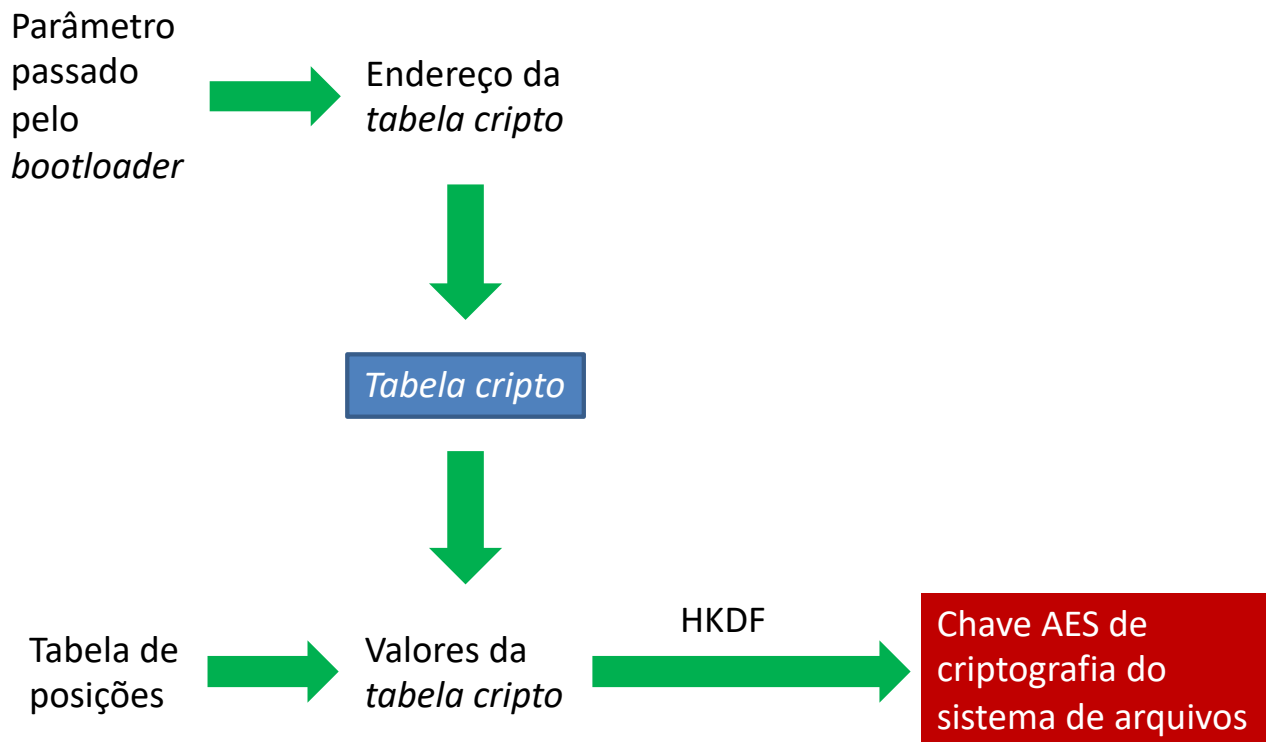 Parâmetro
passado
pelo
bootloader
Endereço da
tabela cripto
Tabela cripto
Tabela de
posições
Valores da
tabela cripto
HKDF
Chave AES de
criptografia do
sistema de arquivos